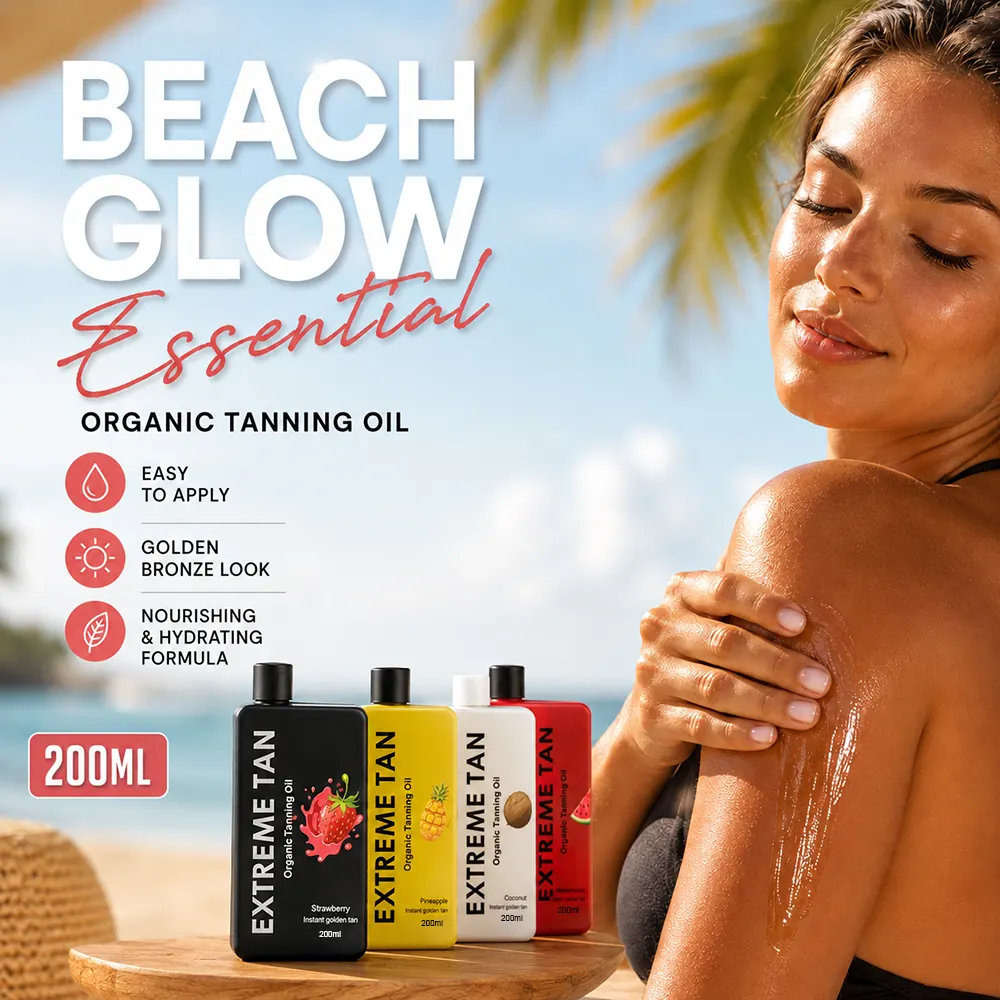 BEACH
GLOW
Essential
ORGANIC TANNING OIL
EASY
TO APPLY
GOLDEN
BRONZE LOOK
NOURISHING
& HYDRATING
FORMULA
200ML
EXTREME TAN
Organic Tanning Oil
Strawberry
Instant golden tan
200ml
EXTREME TAN
Organic Tanning Oil
Pineapple
Instant golden tan
200ml
EXTREME TAN
Organic Tanning Oil
Coconut
Instant golden tan
200ml
EXTREME TAN
Organic Tanning Oil
golden tan
200ml